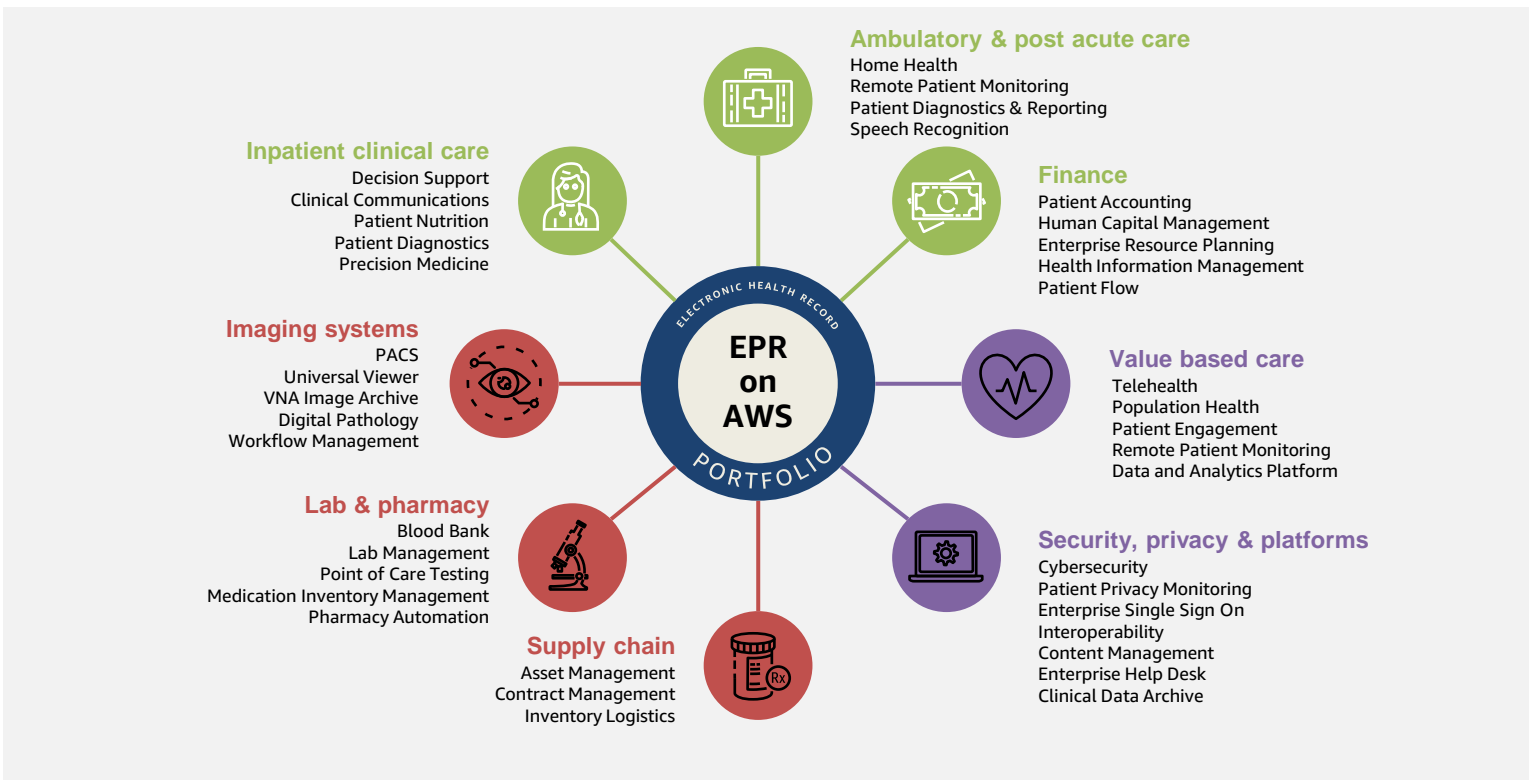 Ambulatory & post acute care
Home Health
Remote Patient Monitoring
Patient Diagnostics & Reporting
Speech Recognition
Inpatient clinical care
Decision Support
Clinical Communications
Patient Nutrition
Patient Diagnostics
Precision Medicine
Finance
Patient Accounting
Human Capital Management
Enterprise Resource Planning
Health Information Management
Patient Flow
ELECTRONIC HEALTH RECORD
EPR
on
AWS
PORTFOLIO
Imaging systems
PACS
Universal Viewer
VNA Image Archive
Digital Pathology
Workflow Management
Value based care
Telehealth
Population Health
Patient Engagement
Remote Patient Monitoring
Data and Analytics Platform
Lab & pharmacy
Blood Bank
Lab Management
Point of Care Testing
Medication Inventory Management
Pharmacy Automation
Security, privacy & platforms
Cybersecurity
Patient Privacy Monitoring
Enterprise Single Sign On
Interoperability
Content Management
Enterprise Help Desk
Clinical Data Archive
Supply chain
Asset Management
Contract Management
Inventory Logistics
Rx